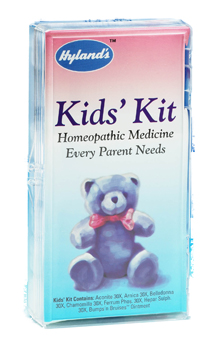 Hyland's
™
Kids' Kit
Homeopathic Medicine
Every Parent Needs
Kids' Kit Contains: Aconite 30X, Arnica 30X, Belladonna
30X, Chamomilla 30X, Ferrum Phos. 30X, Hepar Sulph.
30X, Bumps'n Bruises™ Ointment